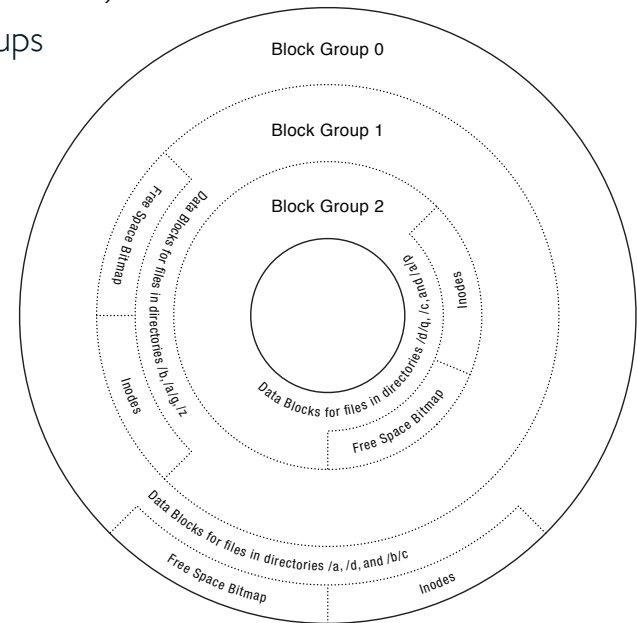 ups
Block Group 0
Block Group 1
Block Group 2
Free Space Bitmap
Data Blocks for files in directories /b, /a/g, /z
Inodes
Inodes
Data Blocks for files in directories /d/q, /c, and /a/p
Free Space Bitmap
Data Blocks for files in directories /a, /d, and /b/c
Free Space Bitmap
Inodes